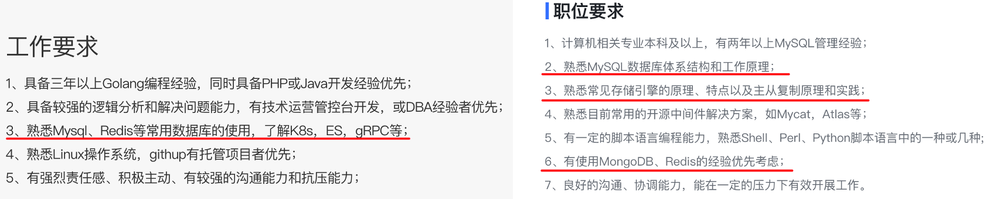 工作要求
1、具备三年以上Golang编程经验，同时具备PHP或Java开发经验优先；
2、具备较强的逻辑分析和解决问题能力，有技术运营管控台开发，或DBA经验者优先；
3、熟悉Mysql、Redis等常用数据库的使用，了解K8s，ES，gRPC等；
4、熟悉Linux操作系统，githup有托管项目者优先；
5、有强烈责任感、积极主动、有较强的沟通能力和抗压能力；
职位要求
1、计算机相关专业本科及以上，有两年以上MySQL管理经验；
2、熟悉MySQL数据库体系结构和工作原理；
3、熟悉常见存储引擎的原理、特点以及主从复制原理和实践；
4、熟悉目前常用的开源中间件解决方案，如Mycat，Atlas等；
5、有一定的脚本语言编程能力，熟悉Shell、Perl、Python脚本语言中的一种或几种;
6、有使用MongoDB、Redis的经验优先考虑；
7、良好的沟通、协调能力，能在一定的压力下有效开展工作。